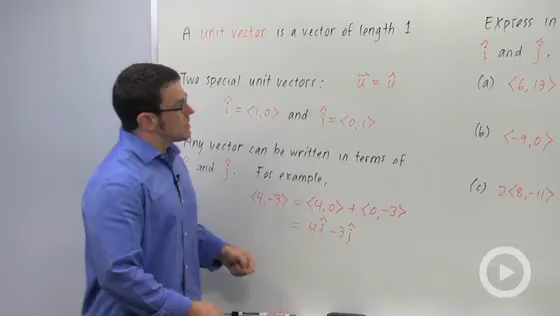 A unit vector is a vector of length 1
Two special unit vectors: u⃗ = û
î = ⟨1,0⟩ and ĵ = ⟨0,1⟩
Any vector can be written in terms of
and ĵ. For example,
⟨4,-3⟩ = ⟨4,0⟩ + ⟨0,-3⟩
= 4î - 3ĵ
Express in
î and ĵ.
(a) ⟨6,13⟩
(b) ⟨-9,0⟩
(c) 2⟨8,-11⟩